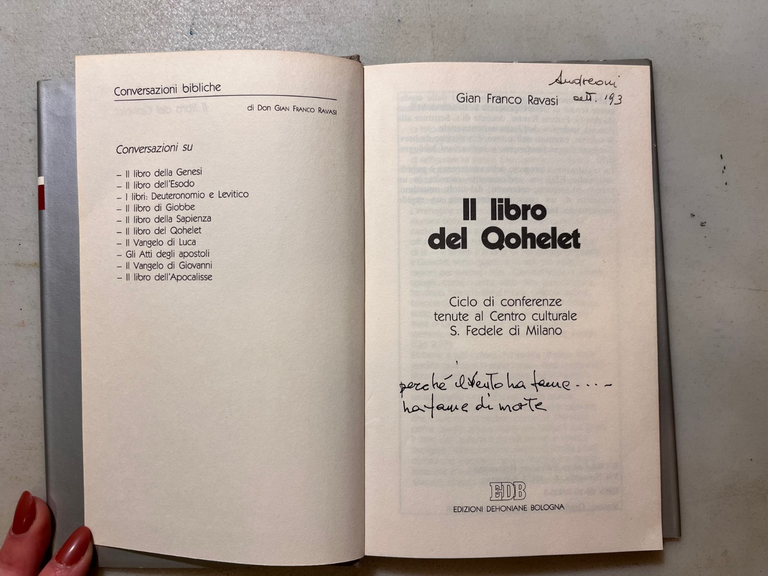 Conversazioni bibliche
di Don Gian Franco Ravasi
Conversazioni su
– Il libro della Genesi
– Il libro dell'Esodo
– I libri: Deuteronomio e Levitico
– Il libro di Giobbe
– Il libro della Sapienza
– Il libro del Qohelet
– Il Vangelo di Luca
– Gli Atti degli apostoli
– Il Vangelo di Giovanni
– Il libro dell'Apocalisse
Andreoni
sett. '93
Gian Franco Ravasi
Il libro
del Qohelet
Ciclo di conferenze
tenute al Centro culturale
S. Fedele di Milano
perché il vento ha fame....
ha fame di morte
EDB
EDIZIONI DEHONIANE BOLOGNA